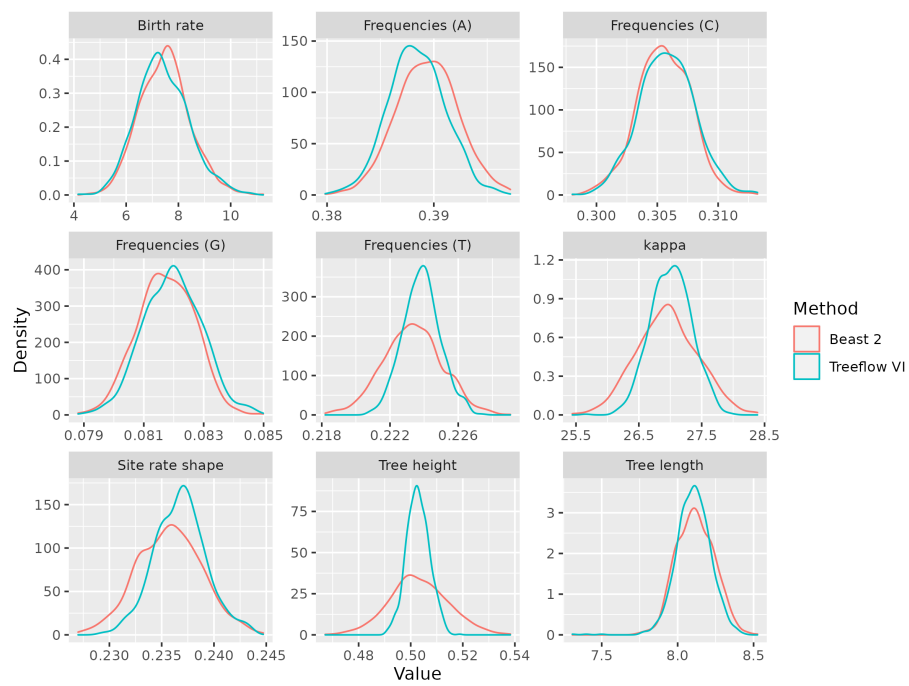 Birth rate
Frequencies (A)
Frequencies (C)
0.4
0.3
0.2
0.1
0.0
4 6 8 10
150
100
50
0
0.38 0.39
150
100
50
0
0.300 0.305 0.310
Frequencies (G)
Frequencies (T)
kappa
400
300
200
100
0
0.079 0.081 0.083 0.085
300
200
100
0
0.218 0.222 0.226
1.2
0.9
0.6
0.3
0.0
25.5 26.5 27.5 28.5
Site rate shape
Tree height
Tree length
150
100
50
0
0.230 0.235 0.240 0.245
75
50
25
0
0.48 0.50 0.52 0.54
3
2
1
0
7.5 8.0 8.5
Density
Value
Method
Beast 2
Treeflow VI